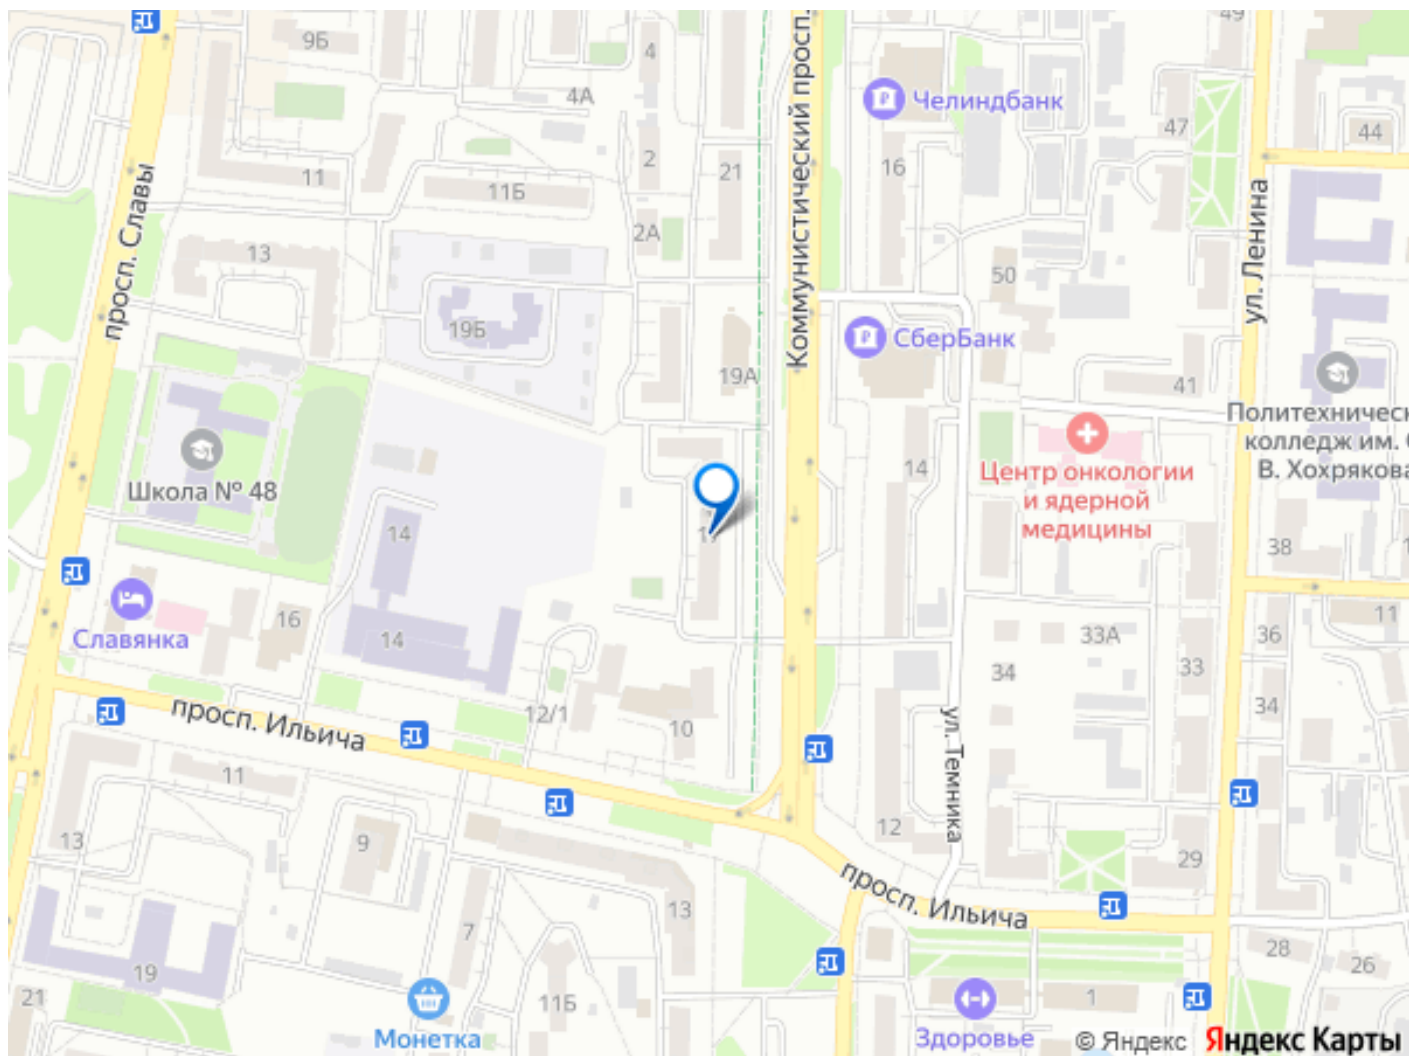 9Б
4
49
4А
Челиндбанк
47
44
11
11Б
2
21
16
просп. Славы
Коммунистический просп.
ул. Ленина
13
2А
50
19Б
СберБанк
19А
41
Политехническ
колледж им. С
В. Хохрякова
Школа № 48
14
14
Центр онкологии
и ядерной
медицины
38
Славянка
16
14
11
36
33А
33
34
34
просп. Ильича
12/1
10
ул. Темника
11
13
9
12
29
просп. Ильича
13
7
19
21
11Б
28
26
1
Монетка
Здоровье
© Яндекс Яндекс Карты